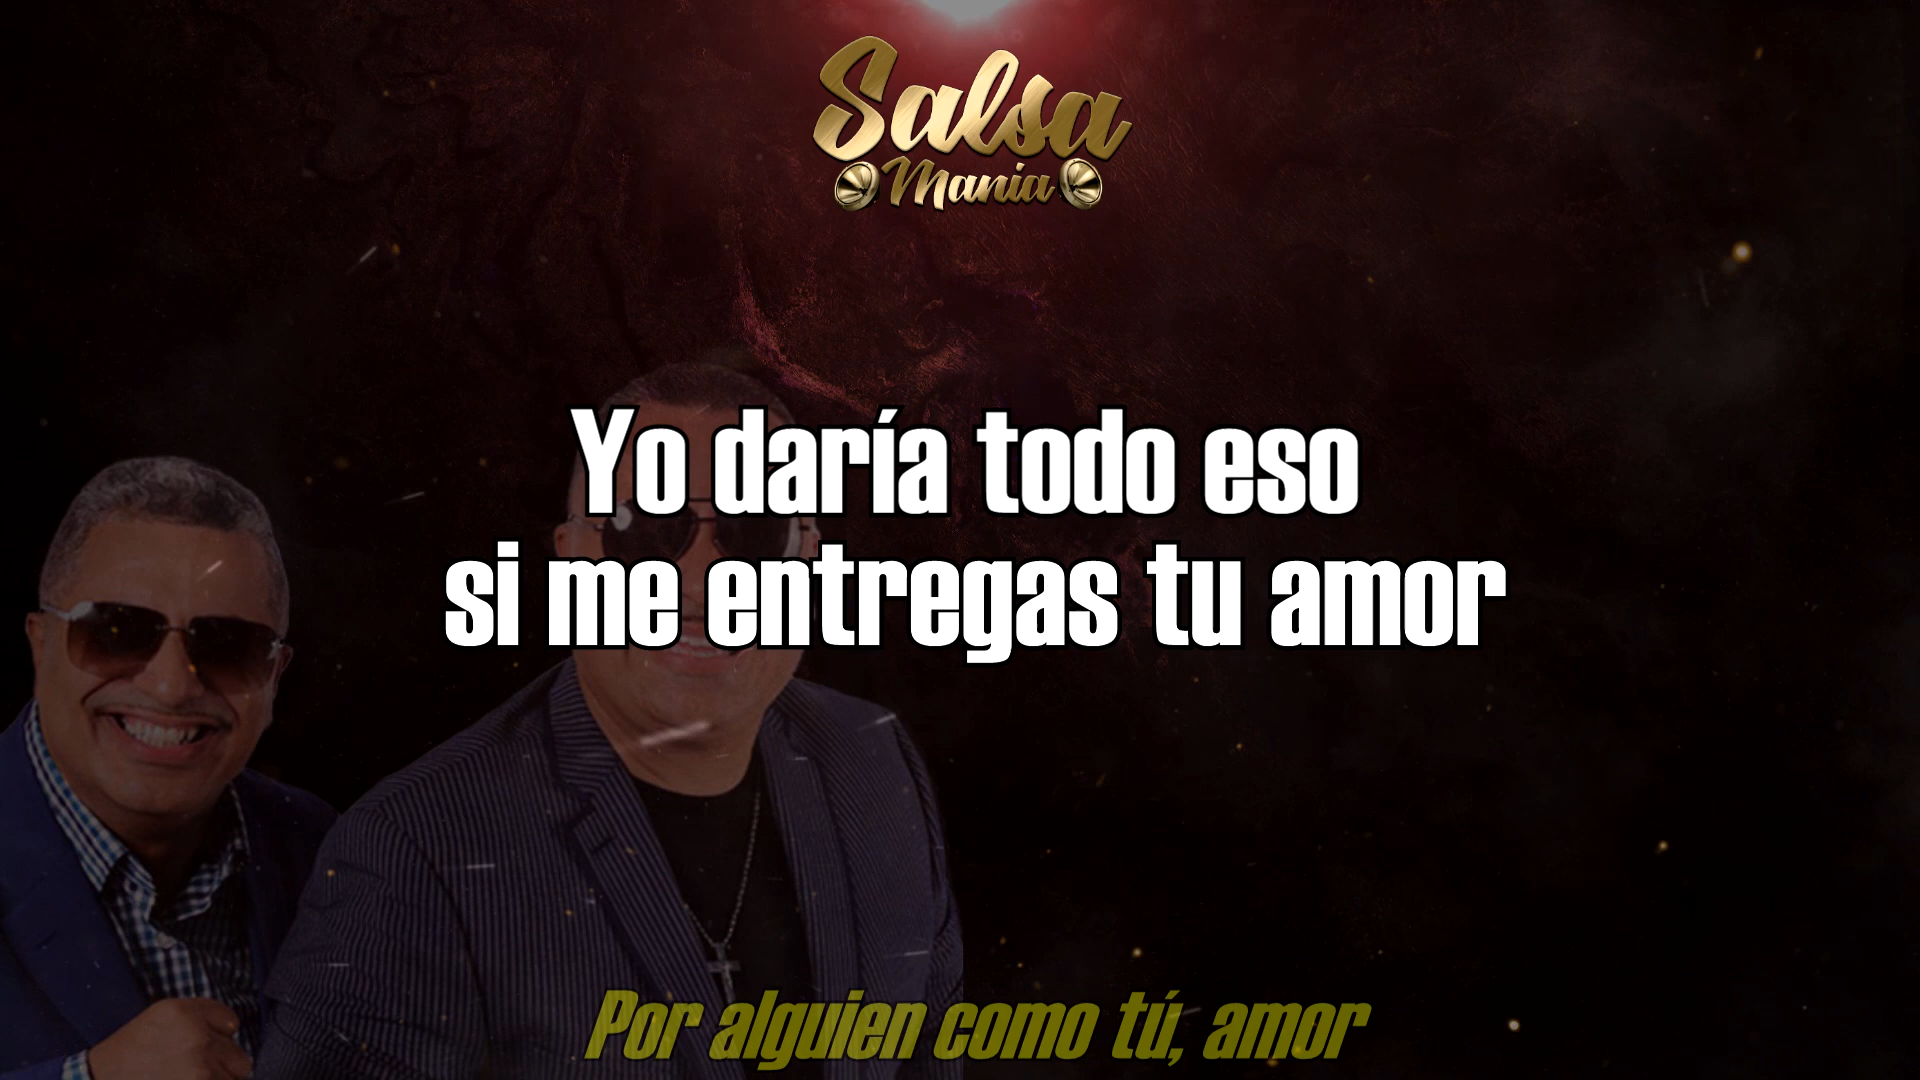 Salsa
Mania
Yo daría todo eso
si me entregas tu amor
Por alguien como tú, amor